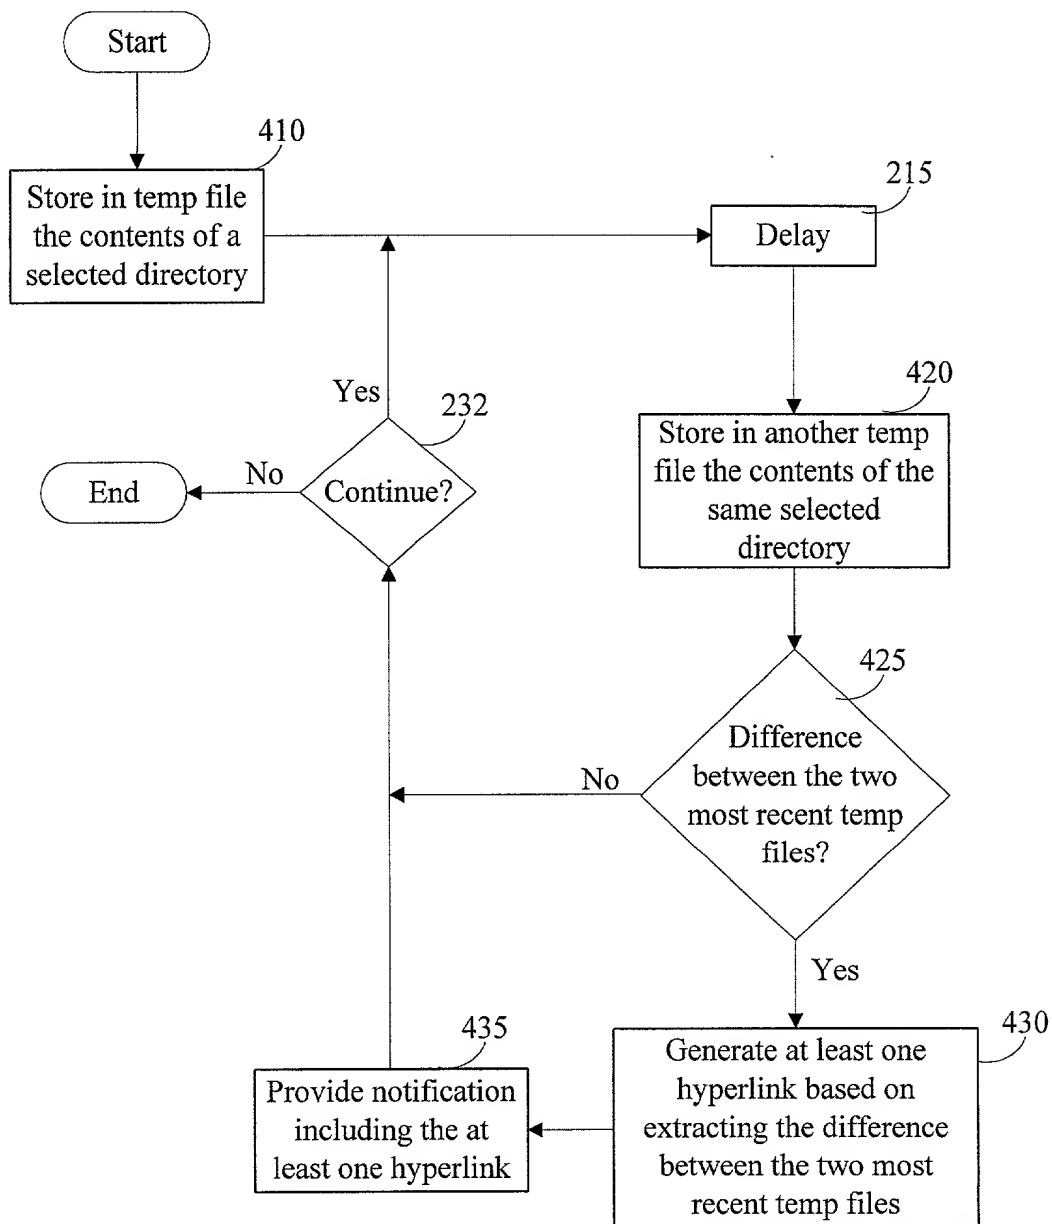 Start
410
Store in temp file
the contents of a
selected directory
215
Delay
Yes
232
420
Store in another temp
file the contents of the
same selected
directory
End
No
Continue?
425
Difference
between the two
most recent temp
files?
No
Yes
435
Provide notification
including the at
least one hyperlink
430
Generate at least one
hyperlink based on
extracting the difference
between the two most
recent temp files